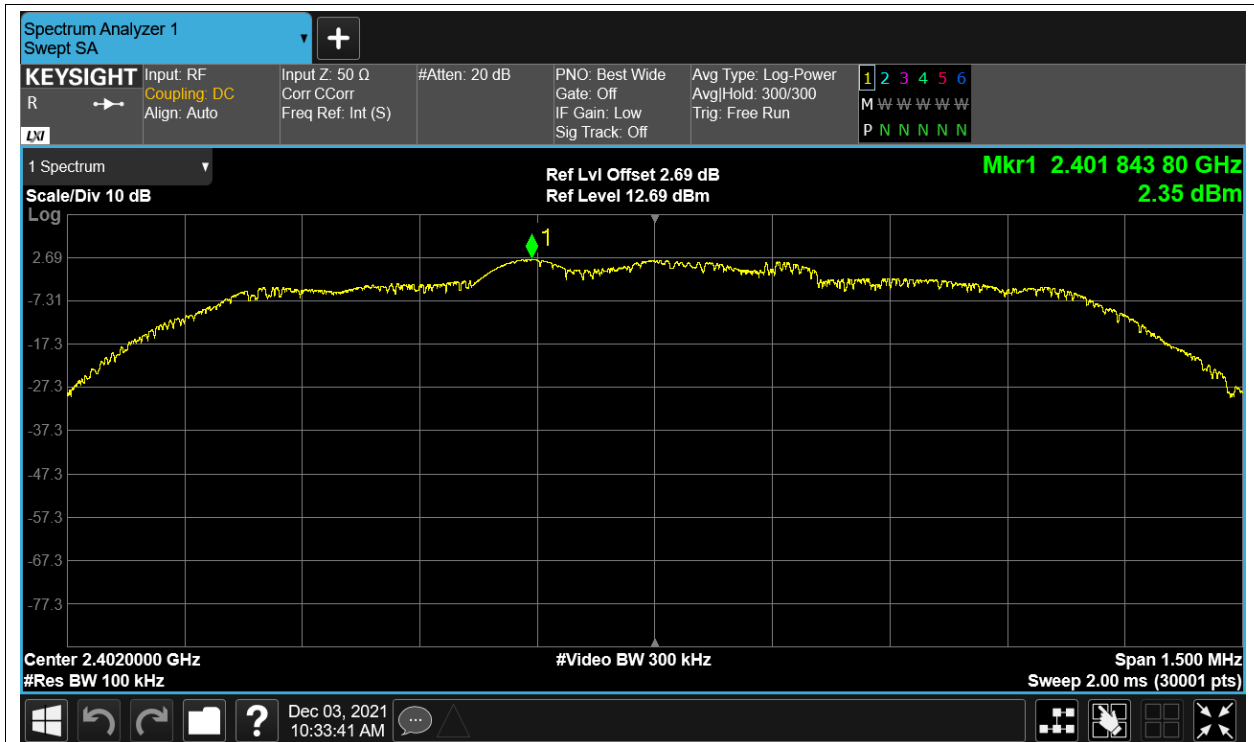 Spectrum Analyzer 1
Swept SA
+
KEYSIGHT
R
LXI
Input: RF
Coupling: DC
Align: Auto
Input Z: 50 Ω
Corr CCorr
Freq Ref: Int (S)
#Atten: 20 dB
PNO: Best Wide
Gate: Off
IF Gain: Low
Sig Track: Off
Avg Type: Log-Power
Avg|Hold: 300/300
Trig: Free Run
1 2 3 4 5 6
M W W W W W
P N N N N N
1 Spectrum
Scale/Div 10 dB
Log
Ref Lvl Offset 2.69 dB
Ref Level 12.69 dBm
Mkr1 2.401 843 80 GHz
2.35 dBm
1
2.69
-7.31
-17.3
-27.3
-37.3
-47.3
-57.3
-67.3
-77.3
Center 2.4020000 GHz
#Video BW 300 kHz
Span 1.500 MHz
#Res BW 100 kHz
Sweep 2.00 ms (30001 pts)
?
Dec 03, 2021
10:33:41 AM